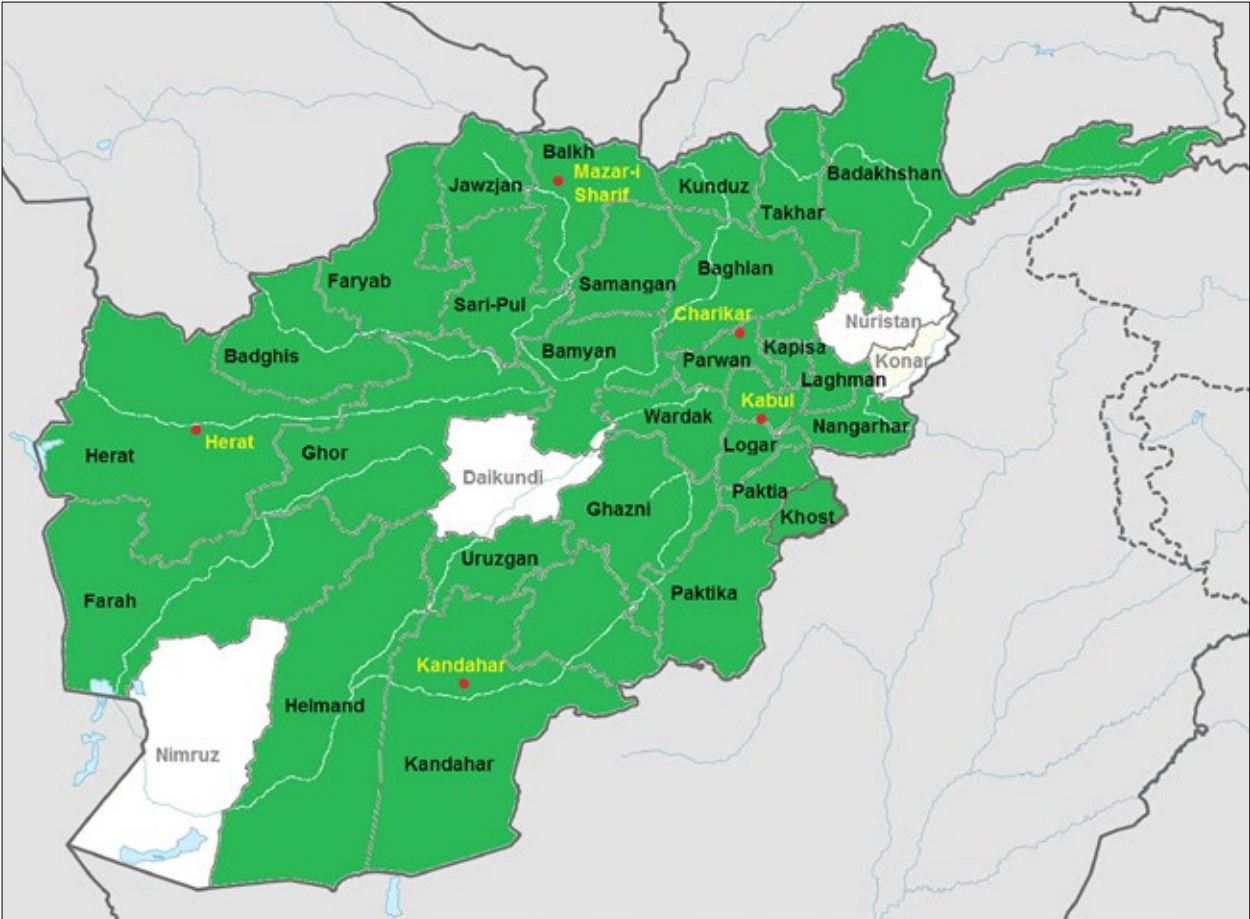 Balkh
Mazar-i
Sharif
Jawzjan
Kunduz
Badakhshan
Takhar
Faryab
Samangan
Baghlan
Sari-Pul
Charikar
Nuristan
Badghis
Bamyan
Parwan
Kapisa
Konar
Laghman
Kabul
Wardak
Nangarhar
Herat
Herat
Ghor
Logar
Daikundi
Paktia
Ghazni
Khost
Uruzgan
Farah
Paktika
Kandahar
Helmand
Nimruz
Kandahar